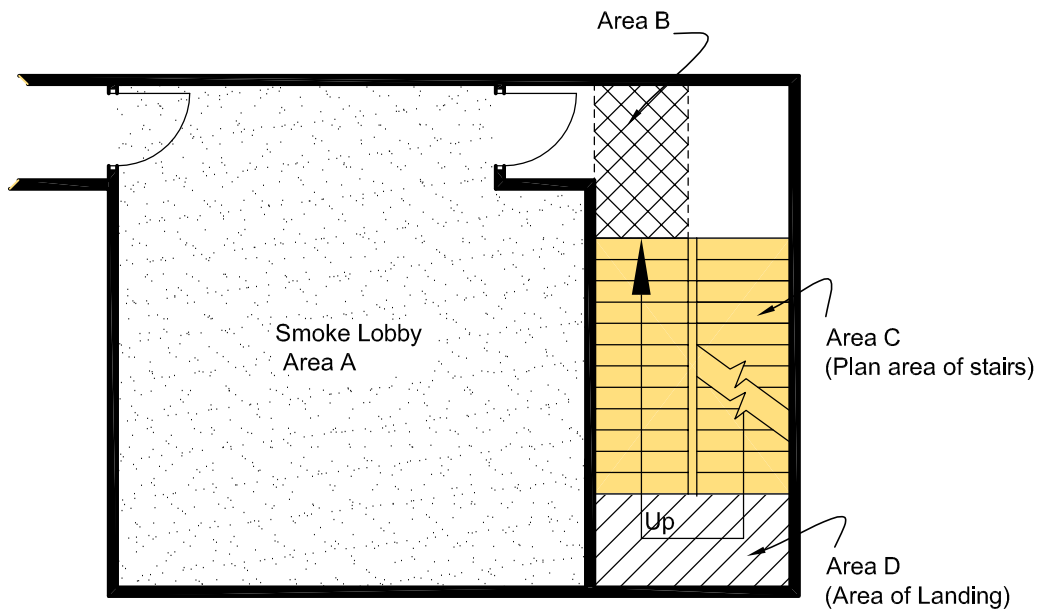 Area B
Smoke Lobby
Area A
Area C
(Plan area of stairs)
Up
Area D
(Area of Landing)